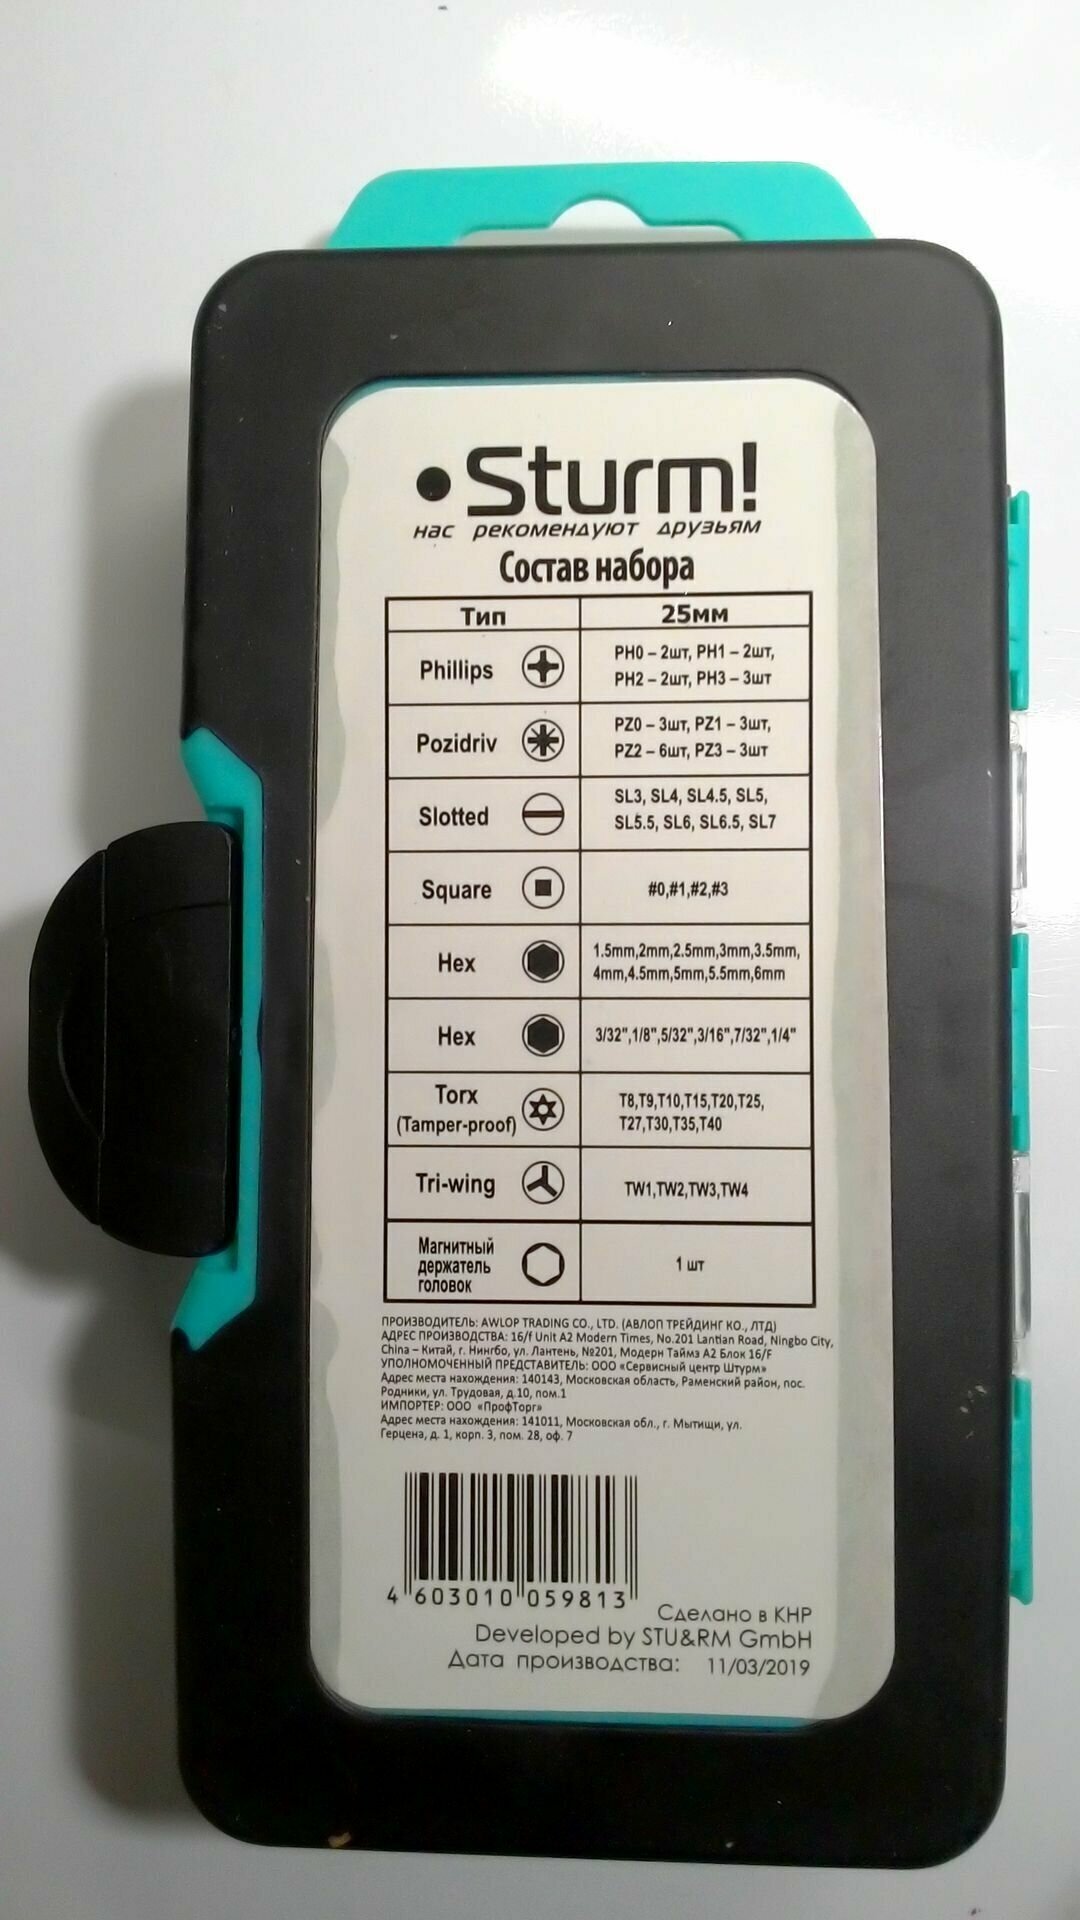 Sturm!
нас рекомендуют друзьям
Состав набора
Тип 25мм
Phillips PH0 – 2шт, PH1 – 2шт,
PH2 – 2шт, PH3 – 3шт
Pozidriv PZ0 – 3шт, PZ1 – 3шт,
PZ2 – 6шт, PZ3 – 3шт
Slotted SL3, SL4, SL4.5, SL5,
SL5.5, SL6, SL6.5, SL7
Square #0,#1,#2,#3
Hex 1.5mm,2mm,2.5mm,3mm,3.5mm,
4mm,4.5mm,5mm,5.5mm,6mm
Hex 3/32",1/8",5/32",3/16",7/32",1/4"
Torx T8,T9,T10,T15,T20,T25,
(Tamper-proof) T27,T30,T35,T40
Tri-wing TW1,TW2,TW3,TW4
Магнитный
держатель 1 шт
головок
ПРОИЗВОДИТЕЛЬ: AWLOP TRADING CO., LTD. (АВЛОП ТРЕЙДИНГ КО., ЛТД)
АДРЕС ПРОИЗВОДСТВА: 16/f Unit A2 Modern Times, No.201 Lantian Road, Ningbo City,
China – Китай, г. Нингбо, ул. Лантень, №201, Модерн Таймз А2 Блок 16/F
УПОЛНОМОЧЕННЫЙ ПРЕДСТАВИТЕЛЬ: ООО «Сервисный центр Штурм»
Адрес места нахождения: 140143, Московская область, Раменский район, пос.
Родники, ул. Трудовая, д.10, пом.1
ИМПОРТЕР: ООО «ПрофТорг»
Адрес места нахождения: 141011, Московская обл., г. Мытищи, ул.
Герцена, д. 1, корп. 3, пом. 28, оф. 7
4 603010 059813
Сделано в КНР
Developed by STU&RM GmbH
Дата производства: 11/03/2019